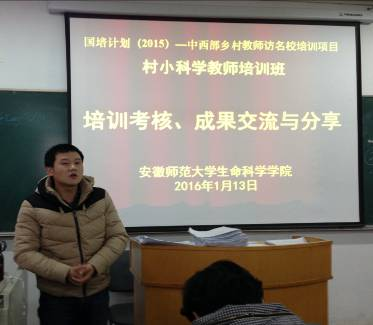 国培计划（2015）—中西部乡村教师访名校培训项目
村小科学教师培训班
培训考核、成果交流与分享
安徽师范大学生命科学学院
2016年1月13日